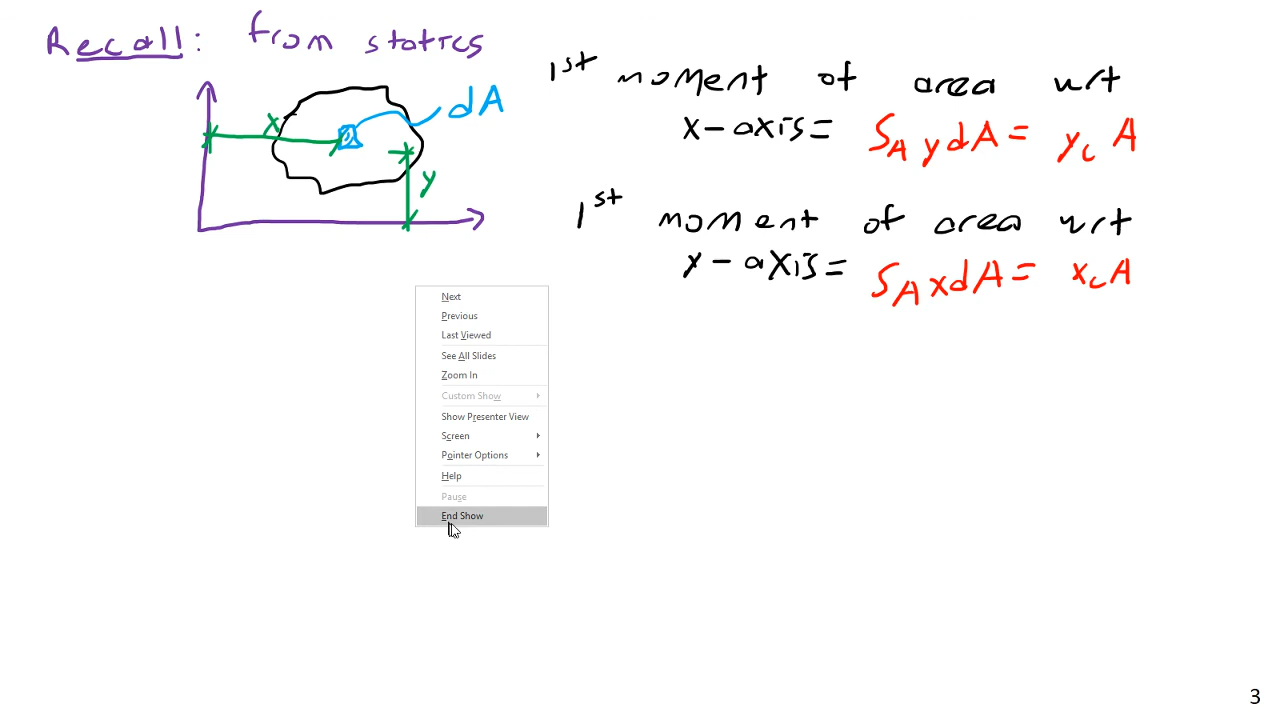 Recall: from statics
dA
x
y
1st moment of area wrt
x-axis = ∫A y dA = yc A
1st moment of area wrt
y-axis = ∫A x dA = xc A
Next
Previous
Last Viewed
See All Slides
Zoom In
Custom Show
Show Presenter View
Screen
Pointer Options
Help
Pause
End Show
3